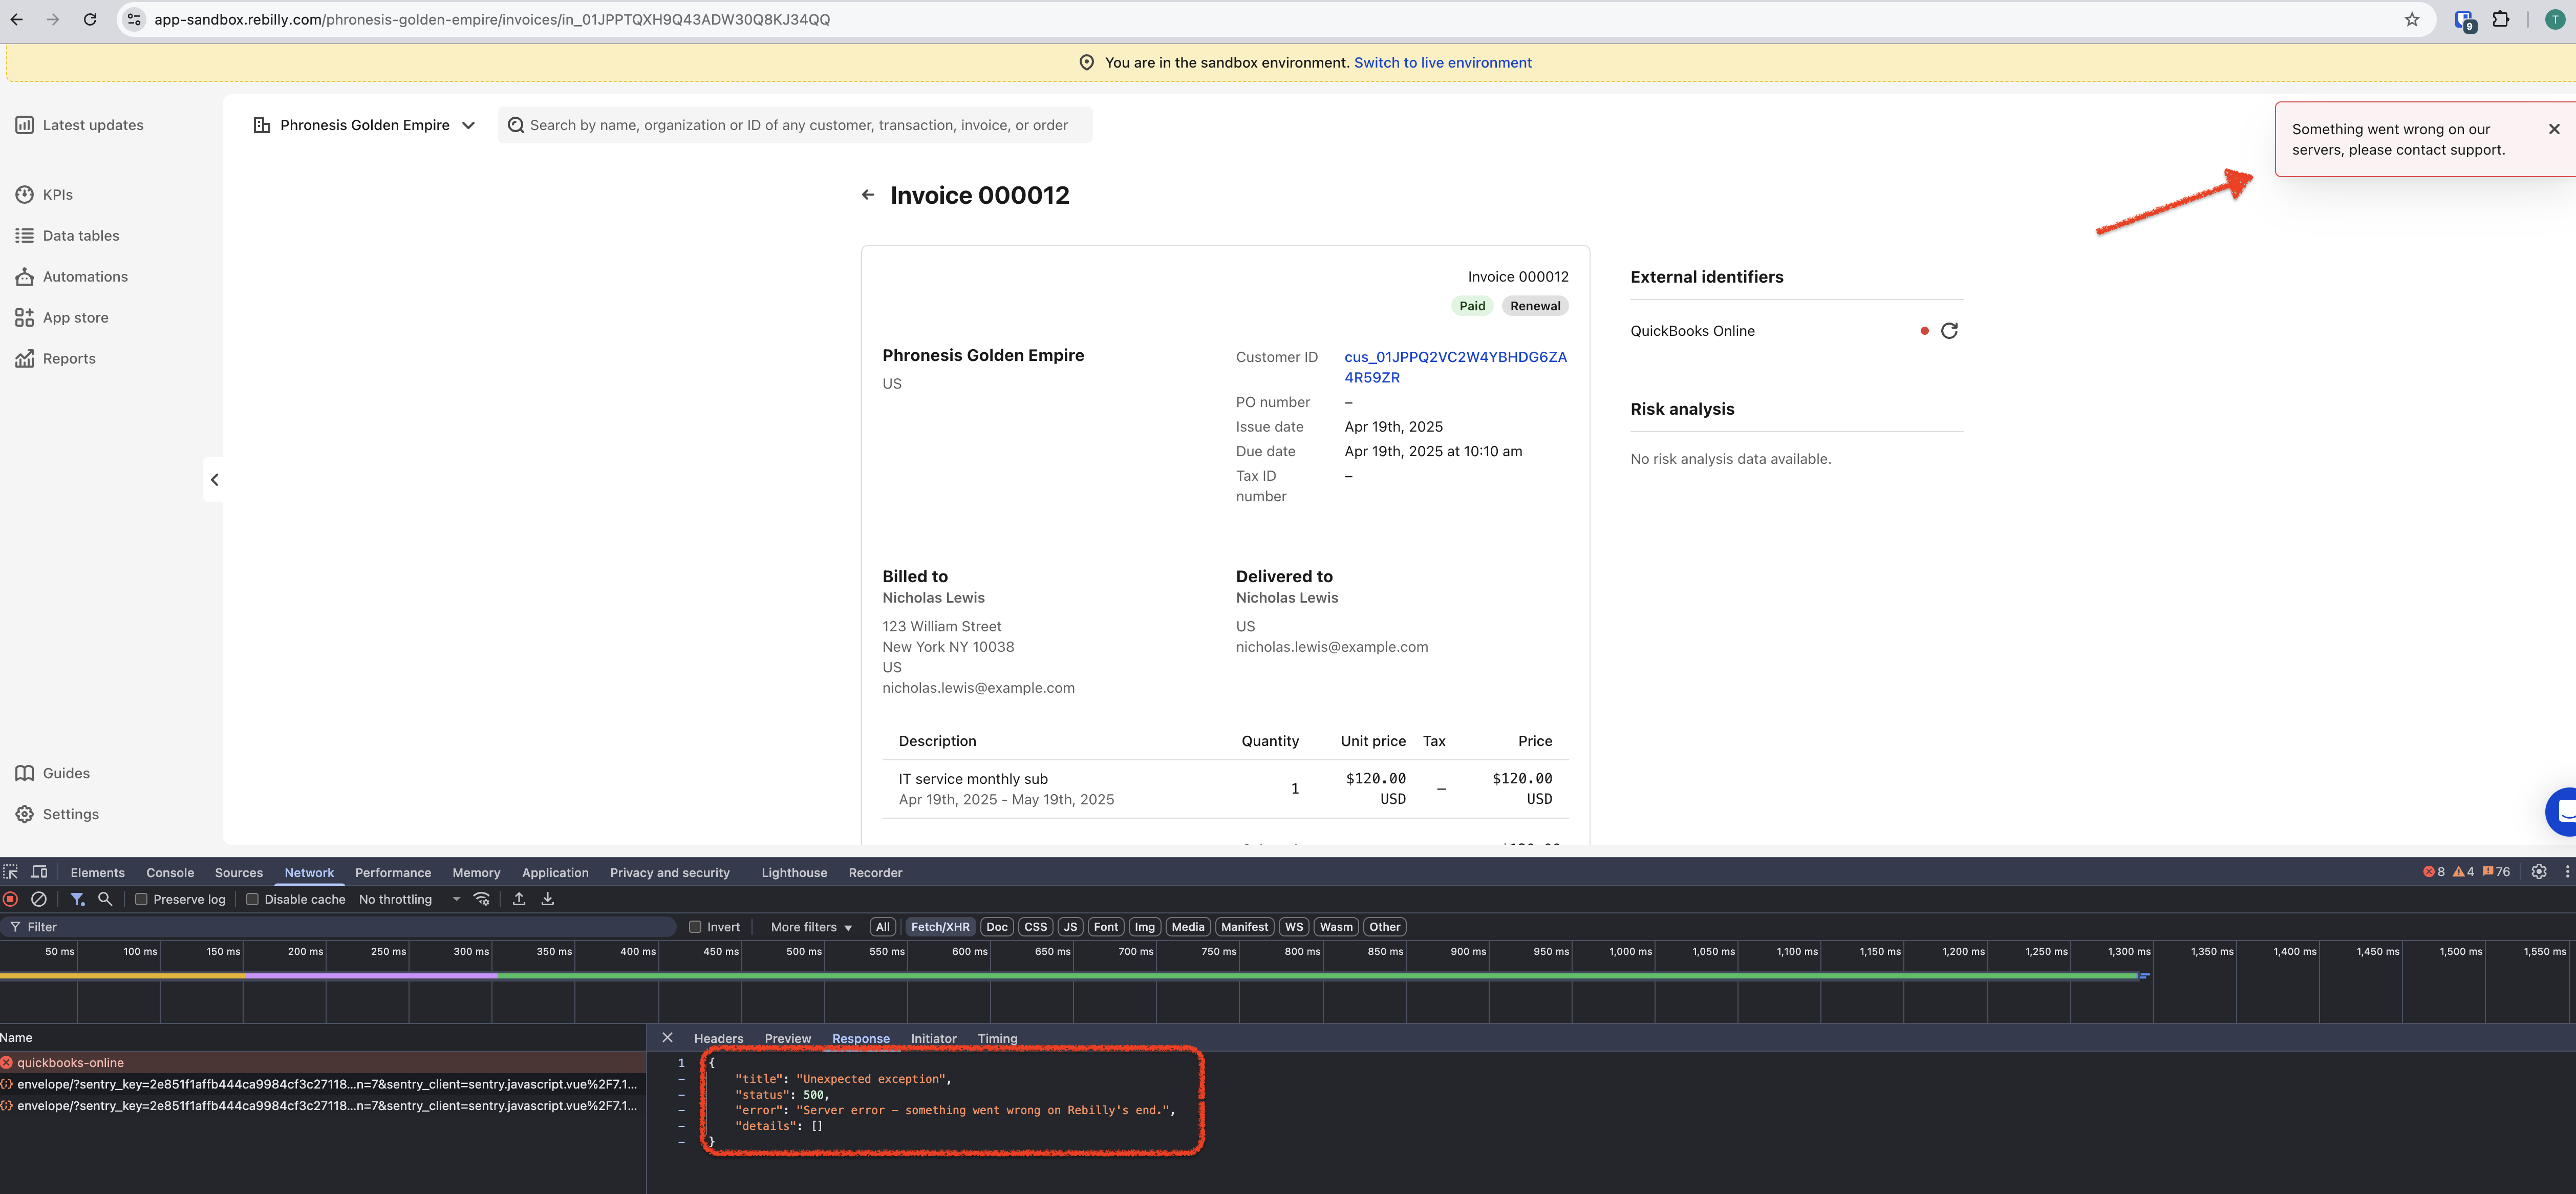 app-sandbox.rebilly.com/phronesis-golden-empire/invoices/in_01JPPTQXH9Q43ADW30Q8KJ34QQ
9
T
You are in the sandbox environment. Switch to live environment
Latest updates
Phronesis Golden Empire
Search by name, organization or ID of any customer, transaction, invoice, or order
Something went wrong on our
servers, please contact support.
KPIs
Data tables
Automations
App store
Reports
Guides
Settings
Invoice 000012
Invoice 000012
Paid Renewal
Phronesis Golden Empire
US
Customer ID cus_01JPPQ2VC2W4YBHDG6ZA
4R59ZR
PO number –
Issue date Apr 19th, 2025
Due date Apr 19th, 2025 at 10:10 am
Tax ID –
number
Billed to
Nicholas Lewis
123 William Street
New York NY 10038
US
nicholas.lewis@example.com
Delivered to
Nicholas Lewis
US
nicholas.lewis@example.com
Description Quantity Unit price Tax Price
IT service monthly sub
Apr 19th, 2025 - May 19th, 2025
1
$120.00
USD
–
$120.00
USD
External identifiers
QuickBooks Online
Risk analysis
No risk analysis data available.
Elements Console Sources Network Performance Memory Application Privacy and security Lighthouse Recorder
8 4 76
Preserve log Disable cache No throttling
Filter Invert More filters All Fetch/XHR Doc CSS JS Font Img Media Manifest WS Wasm Other
50 ms 100 ms 150 ms 200 ms 250 ms 300 ms 350 ms 400 ms 450 ms 500 ms 550 ms 600 ms 650 ms 700 ms 750 ms 800 ms 850 ms 900 ms 950 ms 1,000 ms 1,050 ms 1,100 ms 1,150 ms 1,200 ms 1,250 ms 1,300 ms 1,350 ms 1,400 ms 1,450 ms 1,500 ms 1,550 ms
Name
quickbooks-online
envelope/?sentry_key=2e851f1affb444ca9984cf3c27118...n=7&sentry_client=sentry.javascript.vue%2F7.1...
envelope/?sentry_key=2e851f1affb444ca9984cf3c27118...n=7&sentry_client=sentry.javascript.vue%2F7.1...
Headers Preview Response Initiator Timing
1 {
- "title": "Unexpected exception",
- "status": 500,
- "error": "Server error – something went wrong on Rebilly's end.",
- "details": []
- }